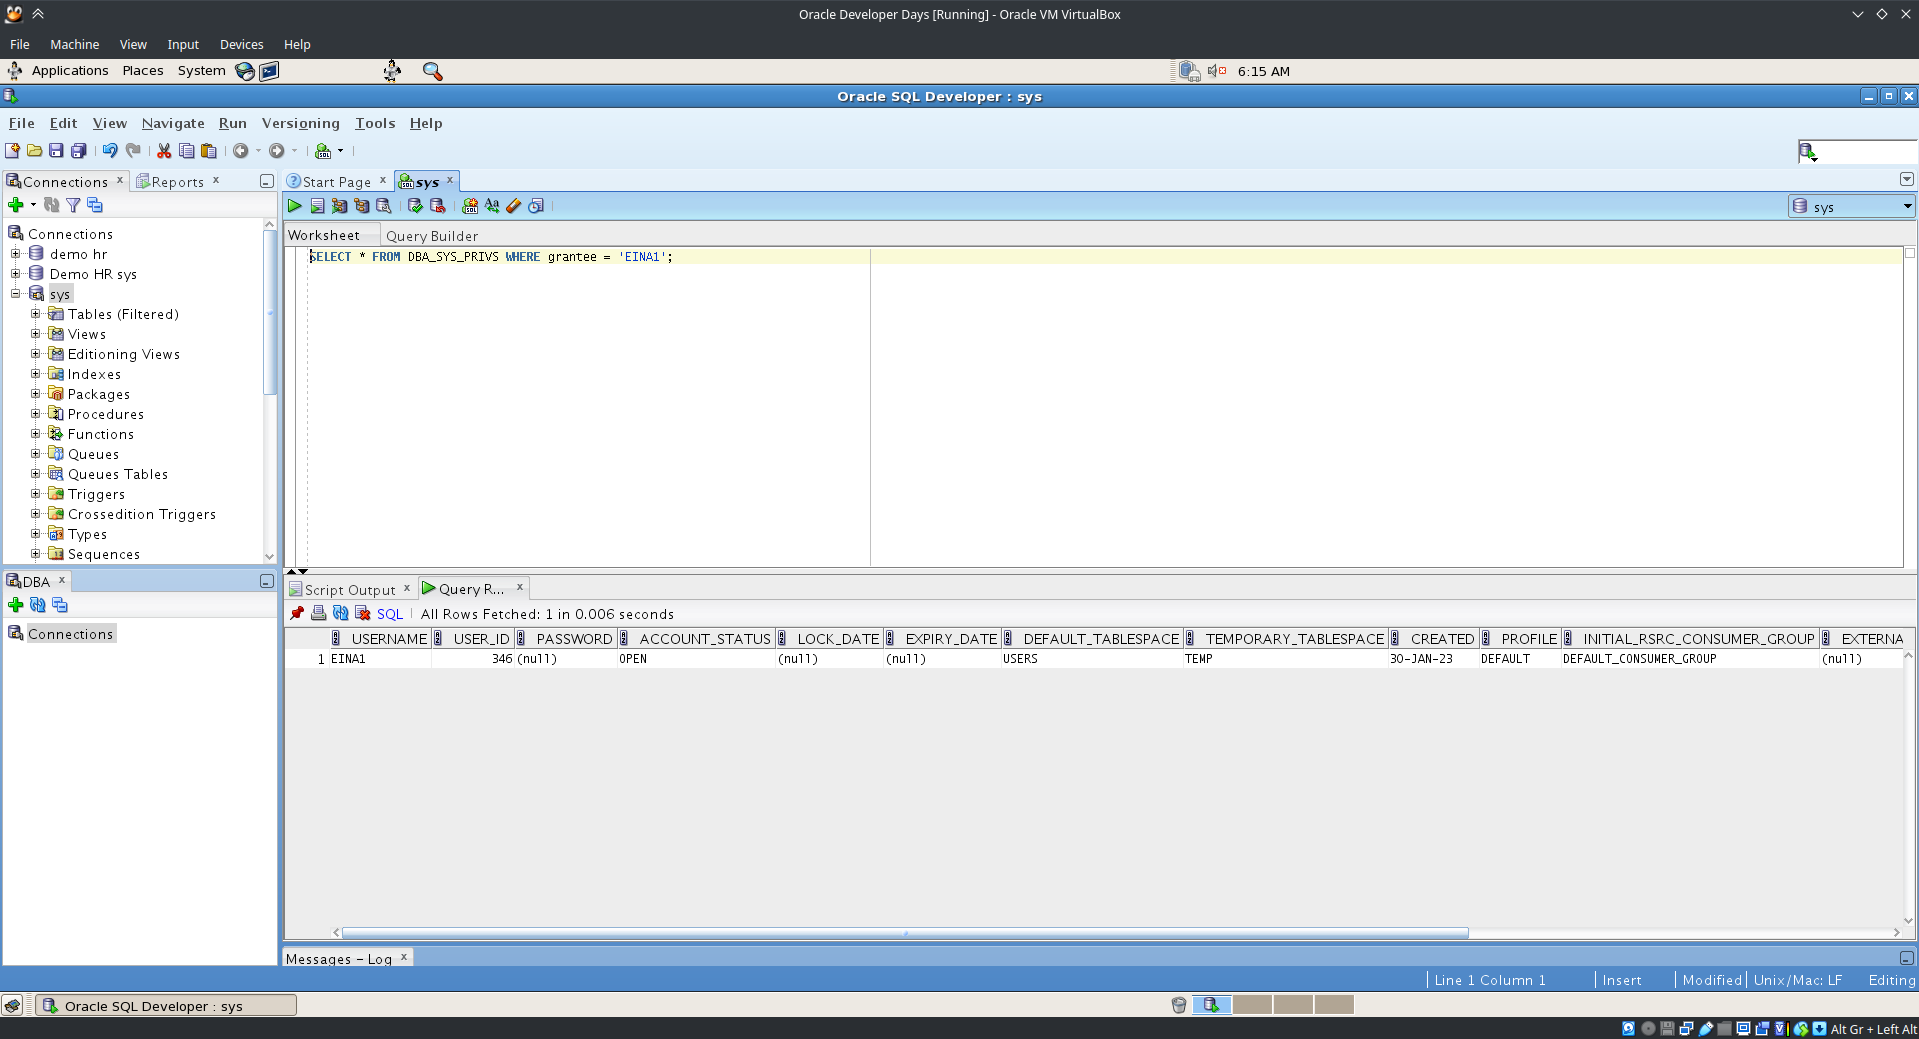 Oracle Developer Days [Running] - Oracle VM VirtualBox
File Machine View Input Devices Help
Applications Places System 6:15 AM
Oracle SQL Developer : sys
File Edit View Navigate Run Versioning Tools Help
Connections Reports Start Page sys
sys
Worksheet Query Builder
SELECT * FROM DBA_SYS_PRIVS WHERE grantee = 'EINA1';
Connections
demo hr
Demo HR sys
sys
Tables (Filtered)
Views
Editioning Views
Indexes
Packages
Procedures
Functions
Queues
Queues Tables
Triggers
Crossedition Triggers
Types
Sequences
DBA
Connections
Script Output Query R...
SQL All Rows Fetched: 1 in 0.006 seconds
USERNAME USER_ID PASSWORD ACCOUNT_STATUS LOCK_DATE EXPIRY_DATE DEFAULT_TABLESPACE TEMPORARY_TABLESPACE CREATED PROFILE INITIAL_RSRC_CONSUMER_GROUP EXTERNA
1 EINA1 346 (null) OPEN (null) (null) USERS TEMP 30-JAN-23 DEFAULT DEFAULT_CONSUMER_GROUP (null)
Messages - Log
Line 1 Column 1 Insert Modified Unix/Mac: LF Editing
Oracle SQL Developer : sys
Alt Gr + Left Alt